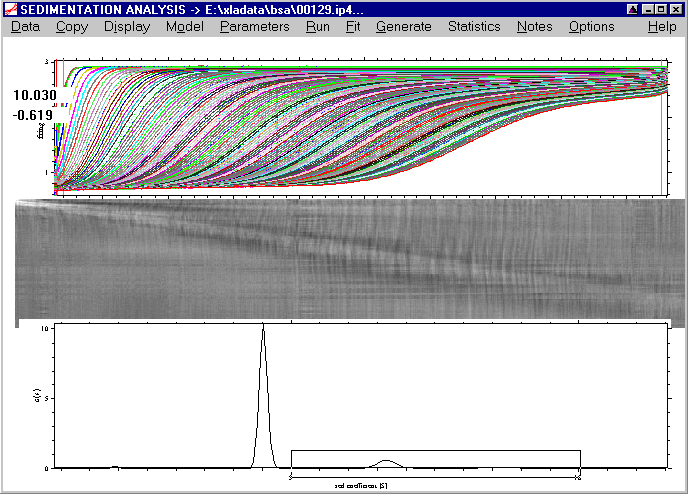 SEDIMENTATION ANALYSIS -> E:\xladata\bsa\00129.ip4...
Data Copy Display Model Parameters Run Fit Generate Statistics Notes Options Help
3
10.030
-0.619
1
10
c(s)
5
0
sed coefficient [S]